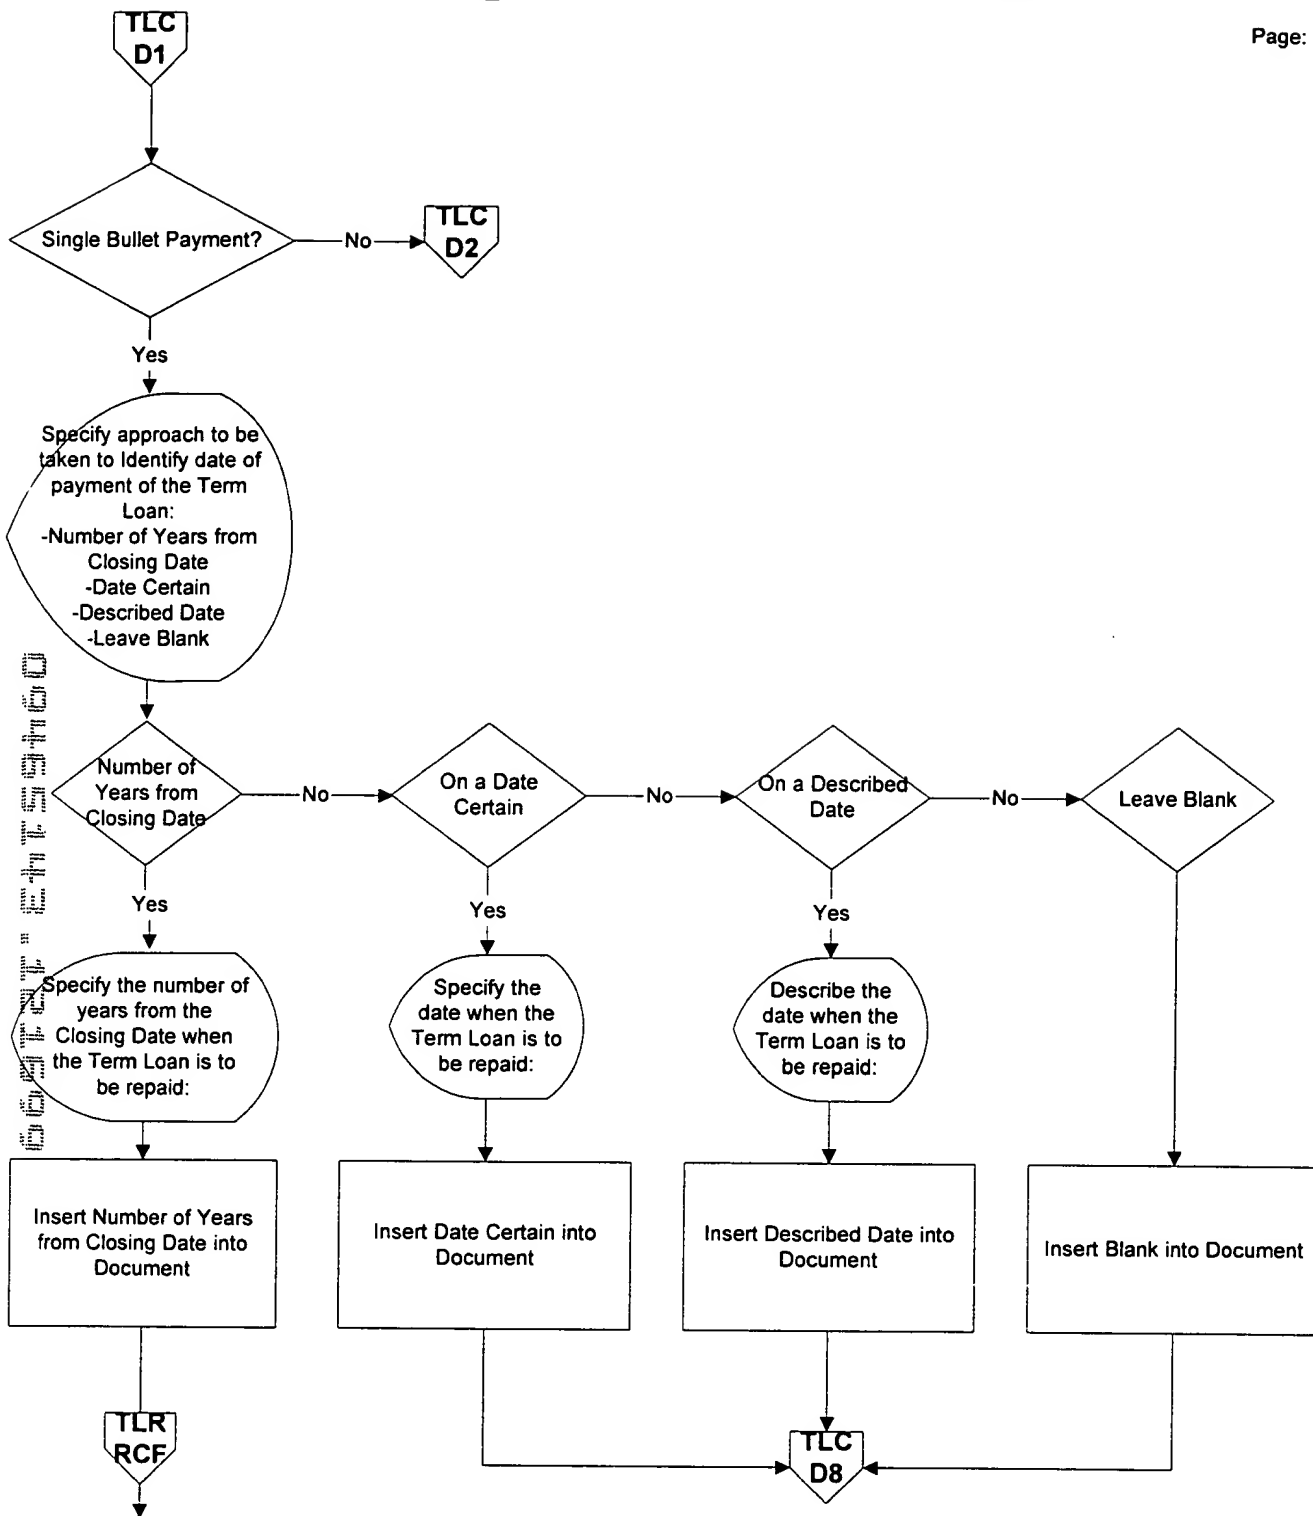 TLC
D1
Page:
Single Bullet Payment?
No
TLC
D2
Yes
Specify approach to be
taken to Identify date of
payment of the Term
Loan:
-Number of Years from
Closing Date
-Date Certain
-Described Date
-Leave Blank
Number of
Years from
Closing Date
No
On a Date
Certain
No
On a Described
Date
No
Leave Blank
Yes
Yes
Yes
Specify the number of
years from the
Closing Date when
the Term Loan is to
be repaid:
Specify the
date when the
Term Loan is to
be repaid:
Describe the
date when the
Term Loan is to
be repaid:
Insert Number of Years
from Closing Date into
Document
Insert Date Certain into
Document
Insert Described Date into
Document
Insert Blank into Document
TLR
RCF
TLC
D8